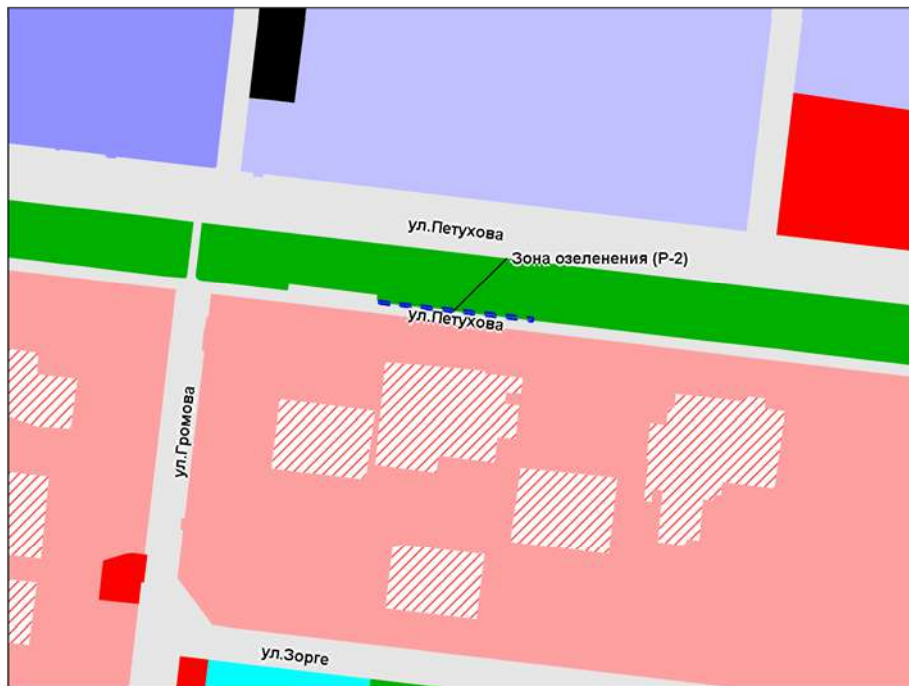 ул.Петухова
Зона озеленения (Р-2)
ул.Петухова
ул.Громова
ул.Зорге